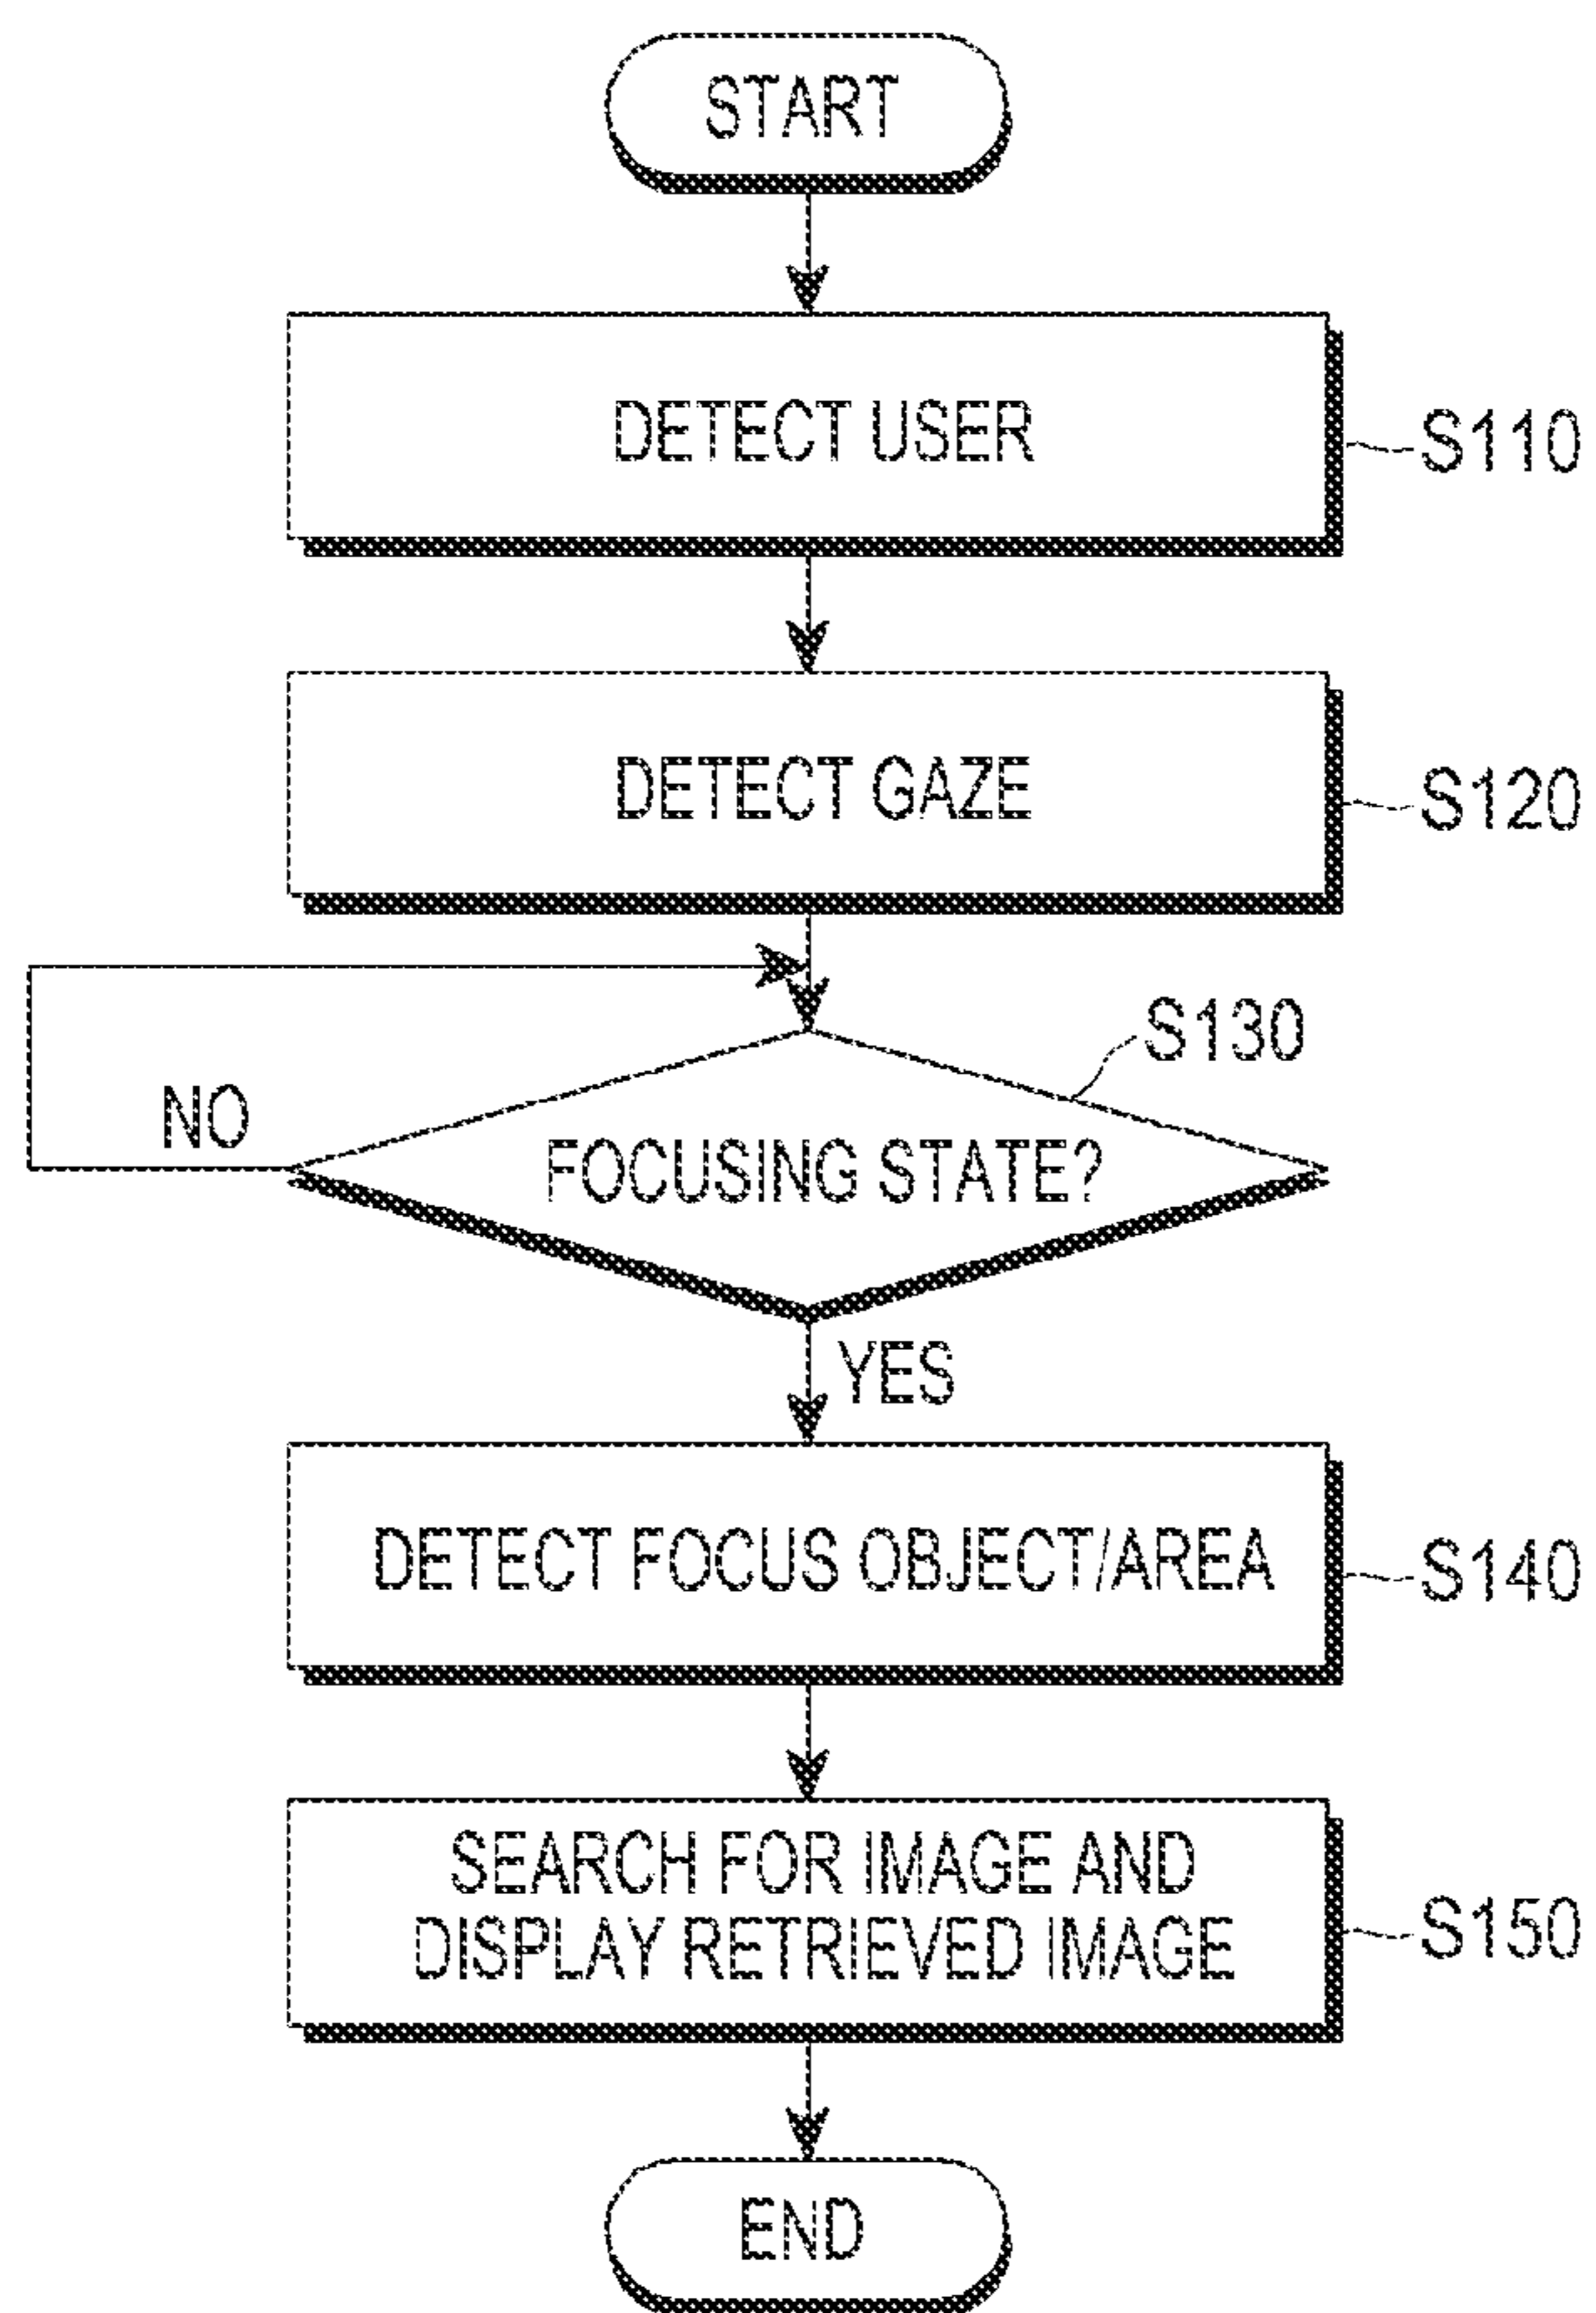 START
DETECT USER
S110
DETECT GAZE
S120
S130
NO
FOCUSING STATE?
YES
DETECT FOCUS OBJECT/AREA
S140
SEARCH FOR IMAGE AND
DISPLAY RETRIEVED IMAGE
S150
END